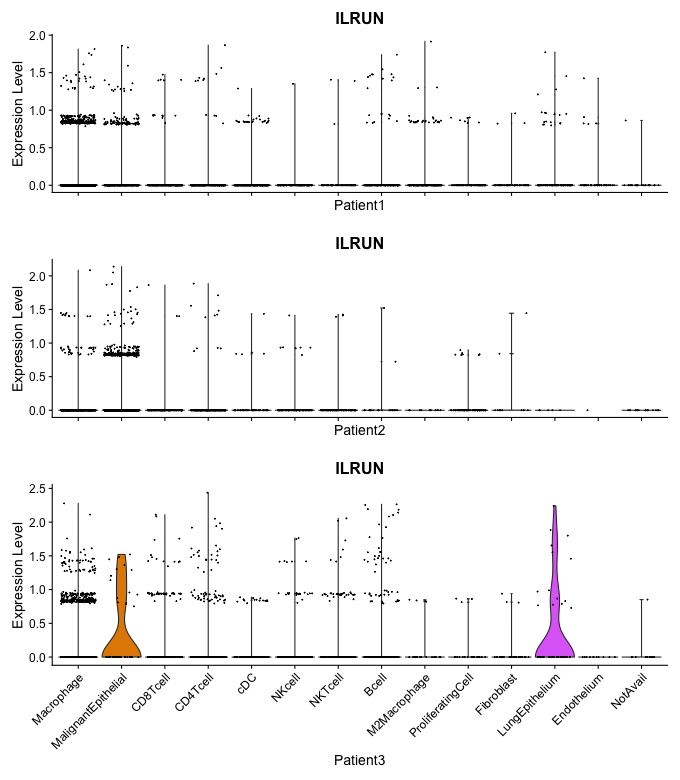 ILRUN
Expression Level
2.0
1.5
1.0
0.5
0.0
Patient1
ILRUN
Expression Level
2.0
1.5
1.0
0.5
0.0
Patient2
ILRUN
Expression Level
2.5
2.0
1.5
1.0
0.5
0.0
Macrophage
MalignantEpithelial
CD8Tcell
CD4Tcell
cDC
NKcell
NKTcell
Bcell
M2Macrophage
ProliferatingCell
Fibroblast
LungEpithelium
Endothelium
NotAvail
Patient3